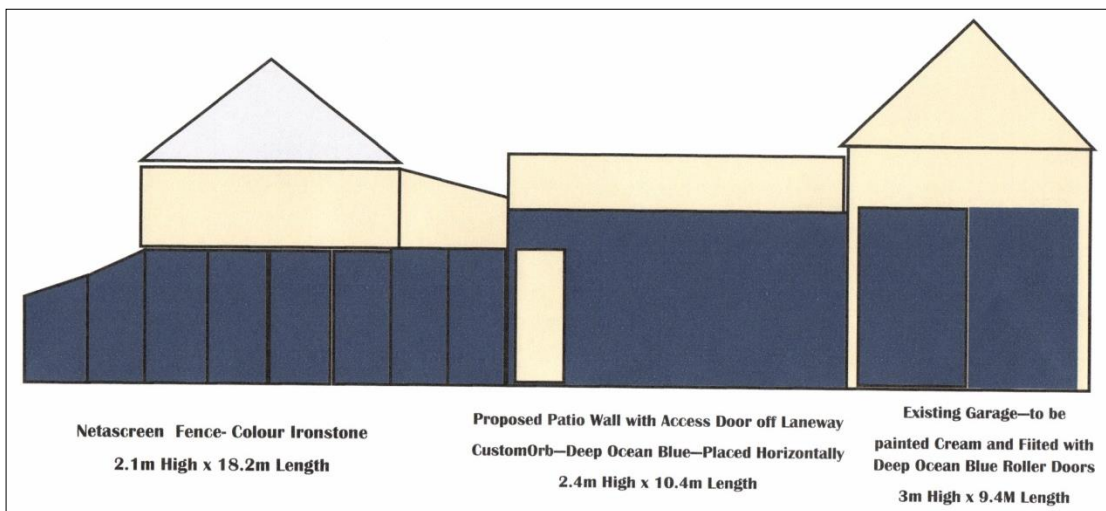 Netascreen Fence- Colour Ironstone
2.1m High x 18.2m Length
Proposed Patio Wall with Access Door off Laneway
CustomOrb—Deep Ocean Blue—Placed Horizontally
2.4m High x 10.4m Length
Existing Garage—to be
painted Cream and Fiited with
Deep Ocean Blue Roller Doors
3m High x 9.4M Length